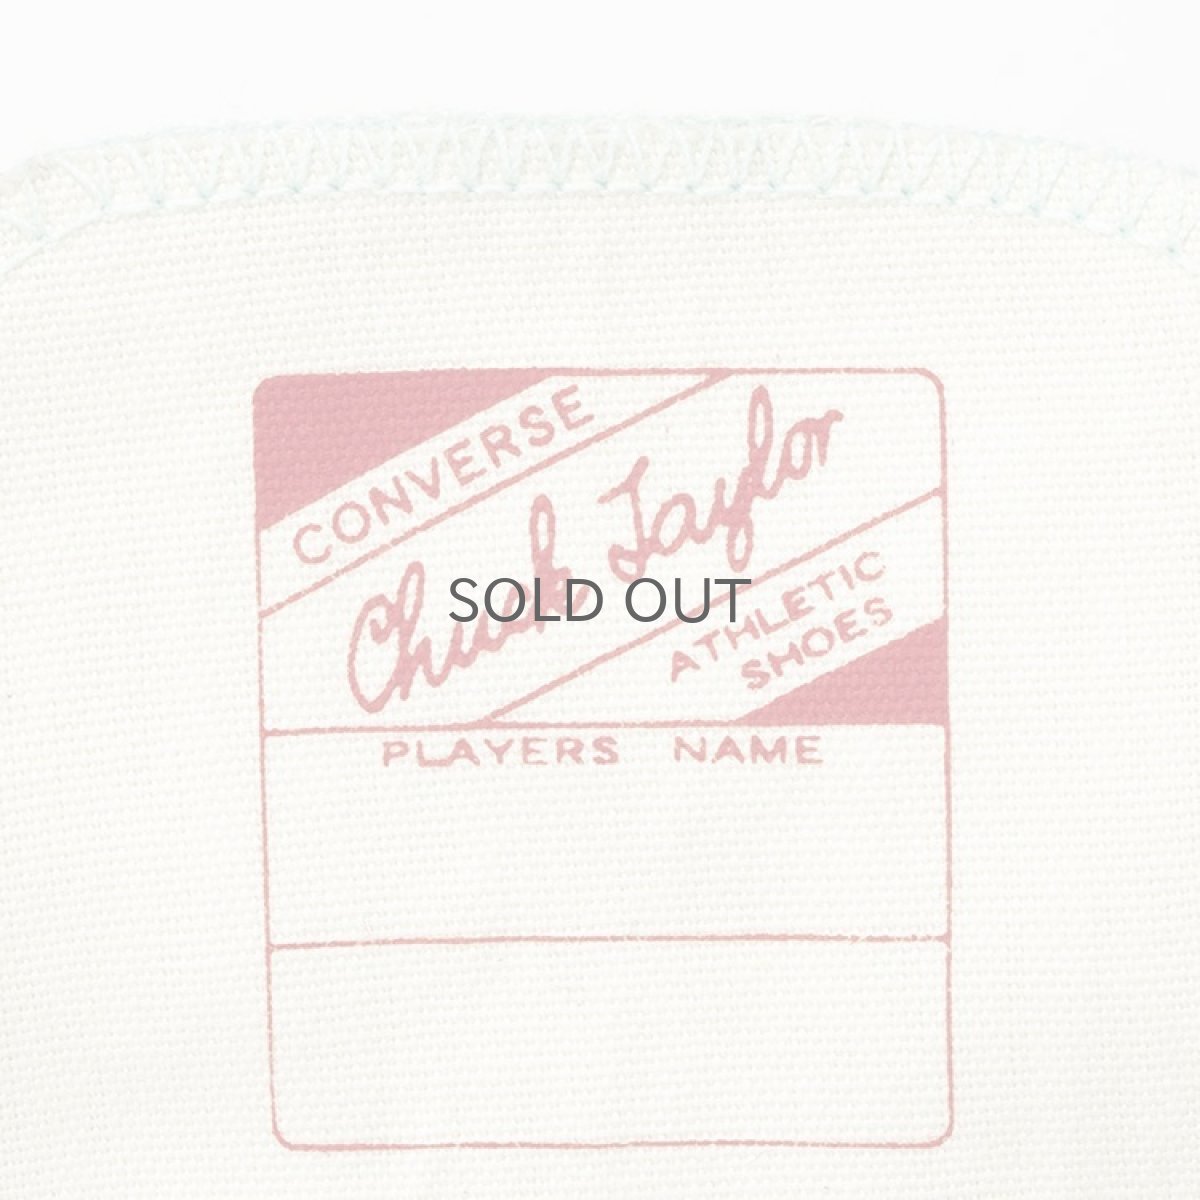 CONVERSE
Chuck Taylor
SOLD OUT
ATHLETIC
SHOES
PLAYERS NAME